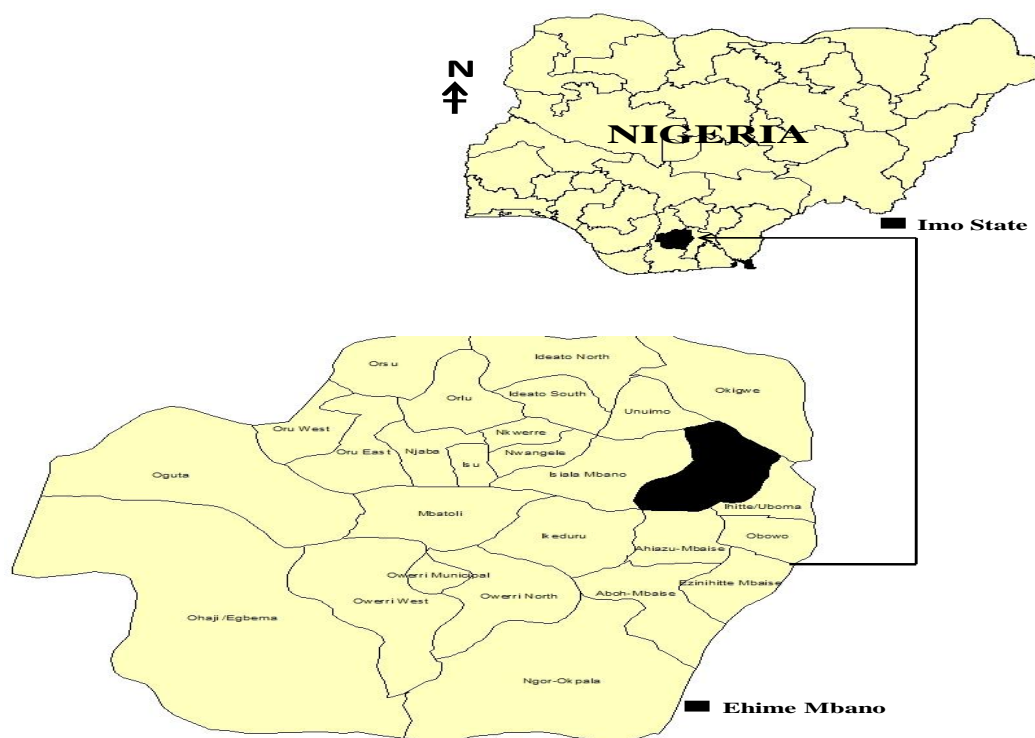 N
NIGERIA
Imo State
Orsu
Ideato North
Okigwe
Orlu
Ideato South
Unuimo
Oru West
Nkwerre
Oru East
Njaba
Isu
Nwangele
Oguta
Isiala Mbano
Ihitte/Uboma
Mbatoli
Ikeduru
Obowo
Ahiazu-Mbaise
Owerri Municipal
Ezinihitte Mbaise
Owerri West
Owerri North
Aboh-Mbaise
Ohaji /Egbema
Ngor-Okpala
Ehime Mbano